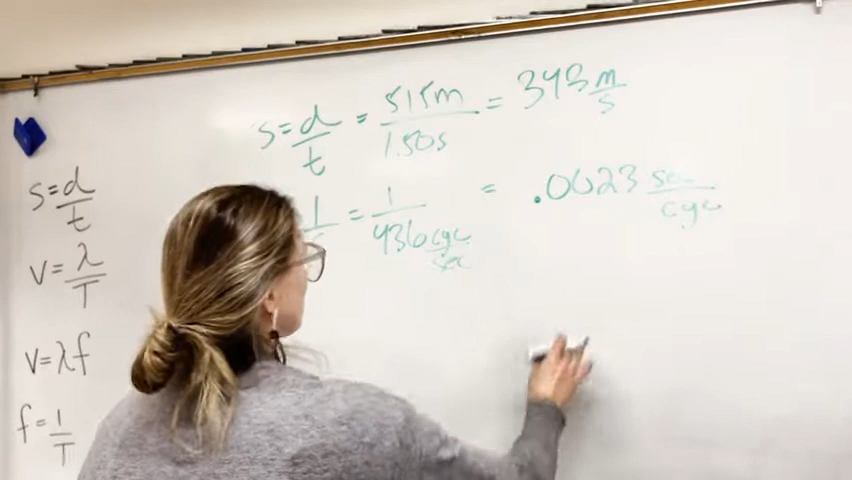 s = d/t = 515m/1.50s = 343 m/s
1/ = 1/436 cyc/sec = .0023 sec/cyc
s = d/t
v = λ/T
v = λf
f = 1/T